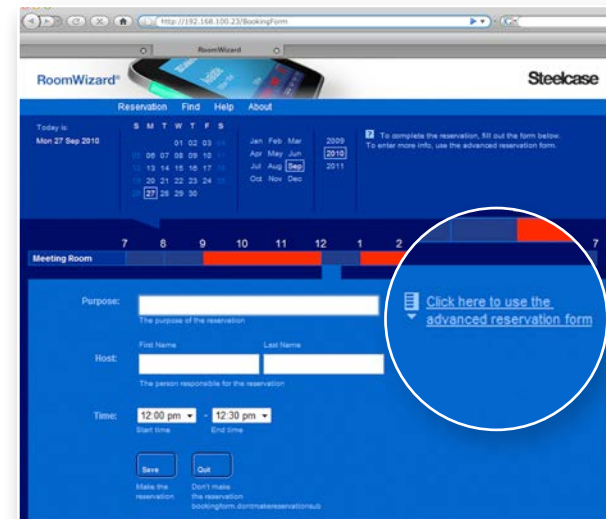 http://192.168.100.23/BookingForm
RoomWizard
RoomWizard®
Steelcase
Reservation Find Help About
Today is:
Mon 27 Sep 2010
S M T W T F S
01 02 03
06 07 08 09 10
13 14 15 16 17
20 21 22 23 24
27 28 29 30
Jan Feb Mar
Apr May Jun
Jul Aug Sep
Oct Nov Dec
2009
2010
2011
? To complete the reservation, fill out the form below.
To enter more info, use the advanced reservation form.
7 8 9 10 11 12 1 2 7
Meeting Room
Click here to use the
advanced reservation form
Purpose:
The purpose of the reservation
First Name Last Name
Host:
The person responsible for the reservation
Time: 12:00 pm - 12:30 pm
Start time End time
Save Quit
Make the
reservation
Don't make
the reservation
bookingform.dontmakereservationsub